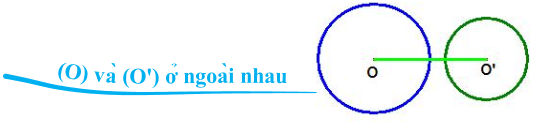 (O) và (O') ở ngoài nhau
O
O'